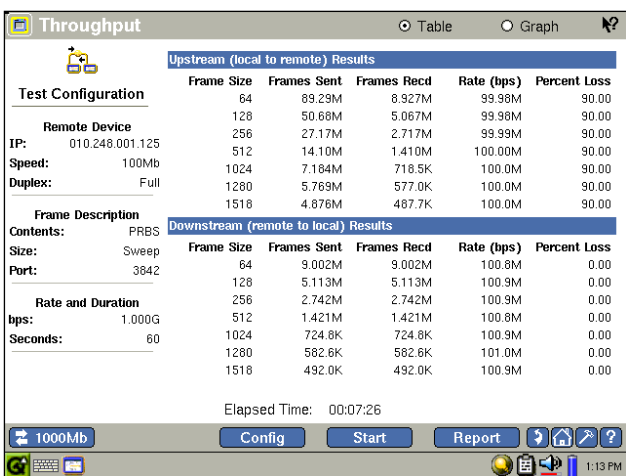 Throughput
Table Graph
Test Configuration
Remote Device
IP: 010.248.001.125
Speed: 100Mb
Duplex: Full
Frame Description
Contents: PRBS
Size: Sweep
Port: 3842
Rate and Duration
bps: 1.000G
Seconds: 60
Upstream (local to remote) Results
Frame Size Frames Sent Frames Recd Rate (bps) Percent Loss
64 89.29M 8.927M 99.98M 90.00
128 50.68M 5.067M 99.98M 90.00
256 27.17M 2.717M 99.99M 90.00
512 14.10M 1.410M 100.00M 90.00
1024 7.184M 718.5K 100.0M 90.00
1280 5.769M 577.0K 100.0M 90.00
1518 4.876M 487.7K 100.0M 90.00
Downstream (remote to local) Results
Frame Size Frames Sent Frames Recd Rate (bps) Percent Loss
64 9.002M 9.002M 100.8M 0.00
128 5.113M 5.113M 100.9M 0.00
256 2.742M 2.742M 100.9M 0.00
512 1.421M 1.421M 100.8M 0.00
1024 724.8K 724.8K 100.9M 0.00
1280 582.6K 582.6K 101.0M 0.00
1518 492.0K 492.0K 100.9M 0.00
Elapsed Time: 00:07:26
1000Mb Config Start Report ?
1:13 PM